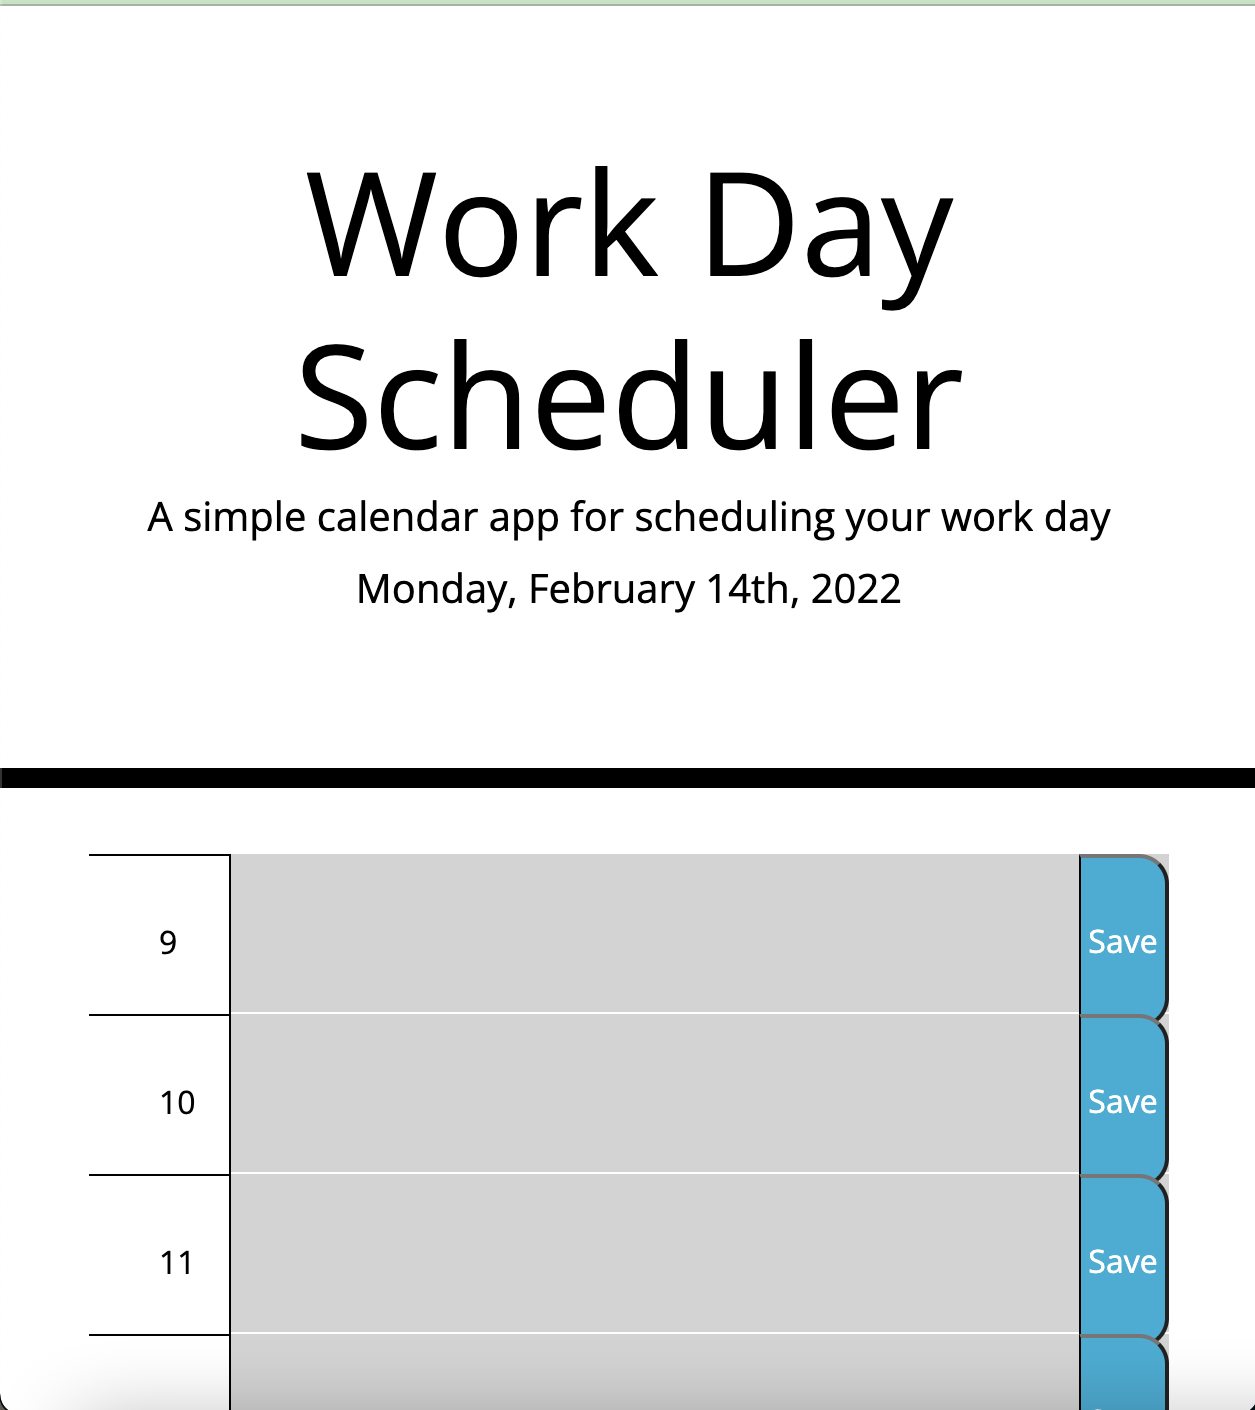 Work Day
Scheduler
A simple calendar app for scheduling your work day
Monday, February 14th, 2022
9
Save
10
Save
11
Save